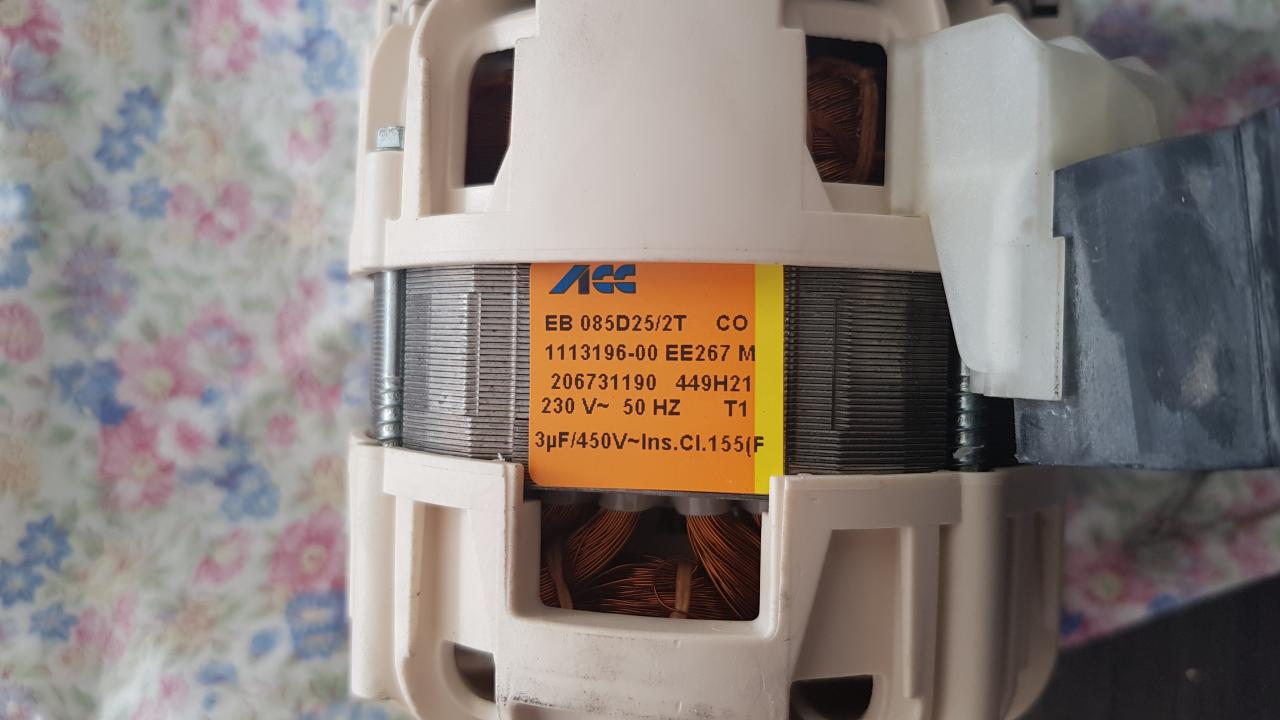 ACC
EB 085D25/2T CO
1113196-00 EE267 M
206731190 449H21
230 V~ 50 HZ T1
3µF/450V~Ins.Cl.155(F